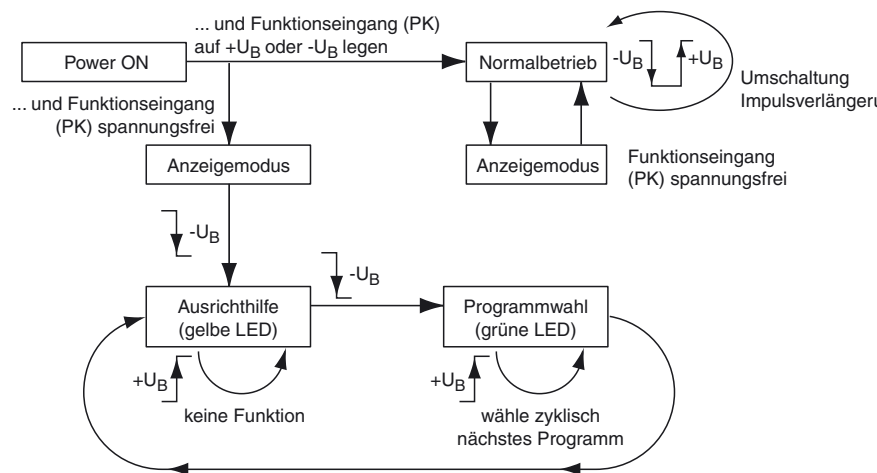 ... und Funktionseingang (PK)
auf +UB oder -UB legen
Power ON
Normalbetrieb
-UB
+UB
Umschaltung
... und Funktionseingang
(PK) spannungsfrei
Anzeigemodus
Anzeigemodus
Funktionseingang
(PK) spannungsfrei
-UB
-UB
Ausrichthilfe
(gelbe LED)
Programmwahl
(grüne LED)
+UB
keine Funktion
+UB
wähle zyklisch
nächstes Programm